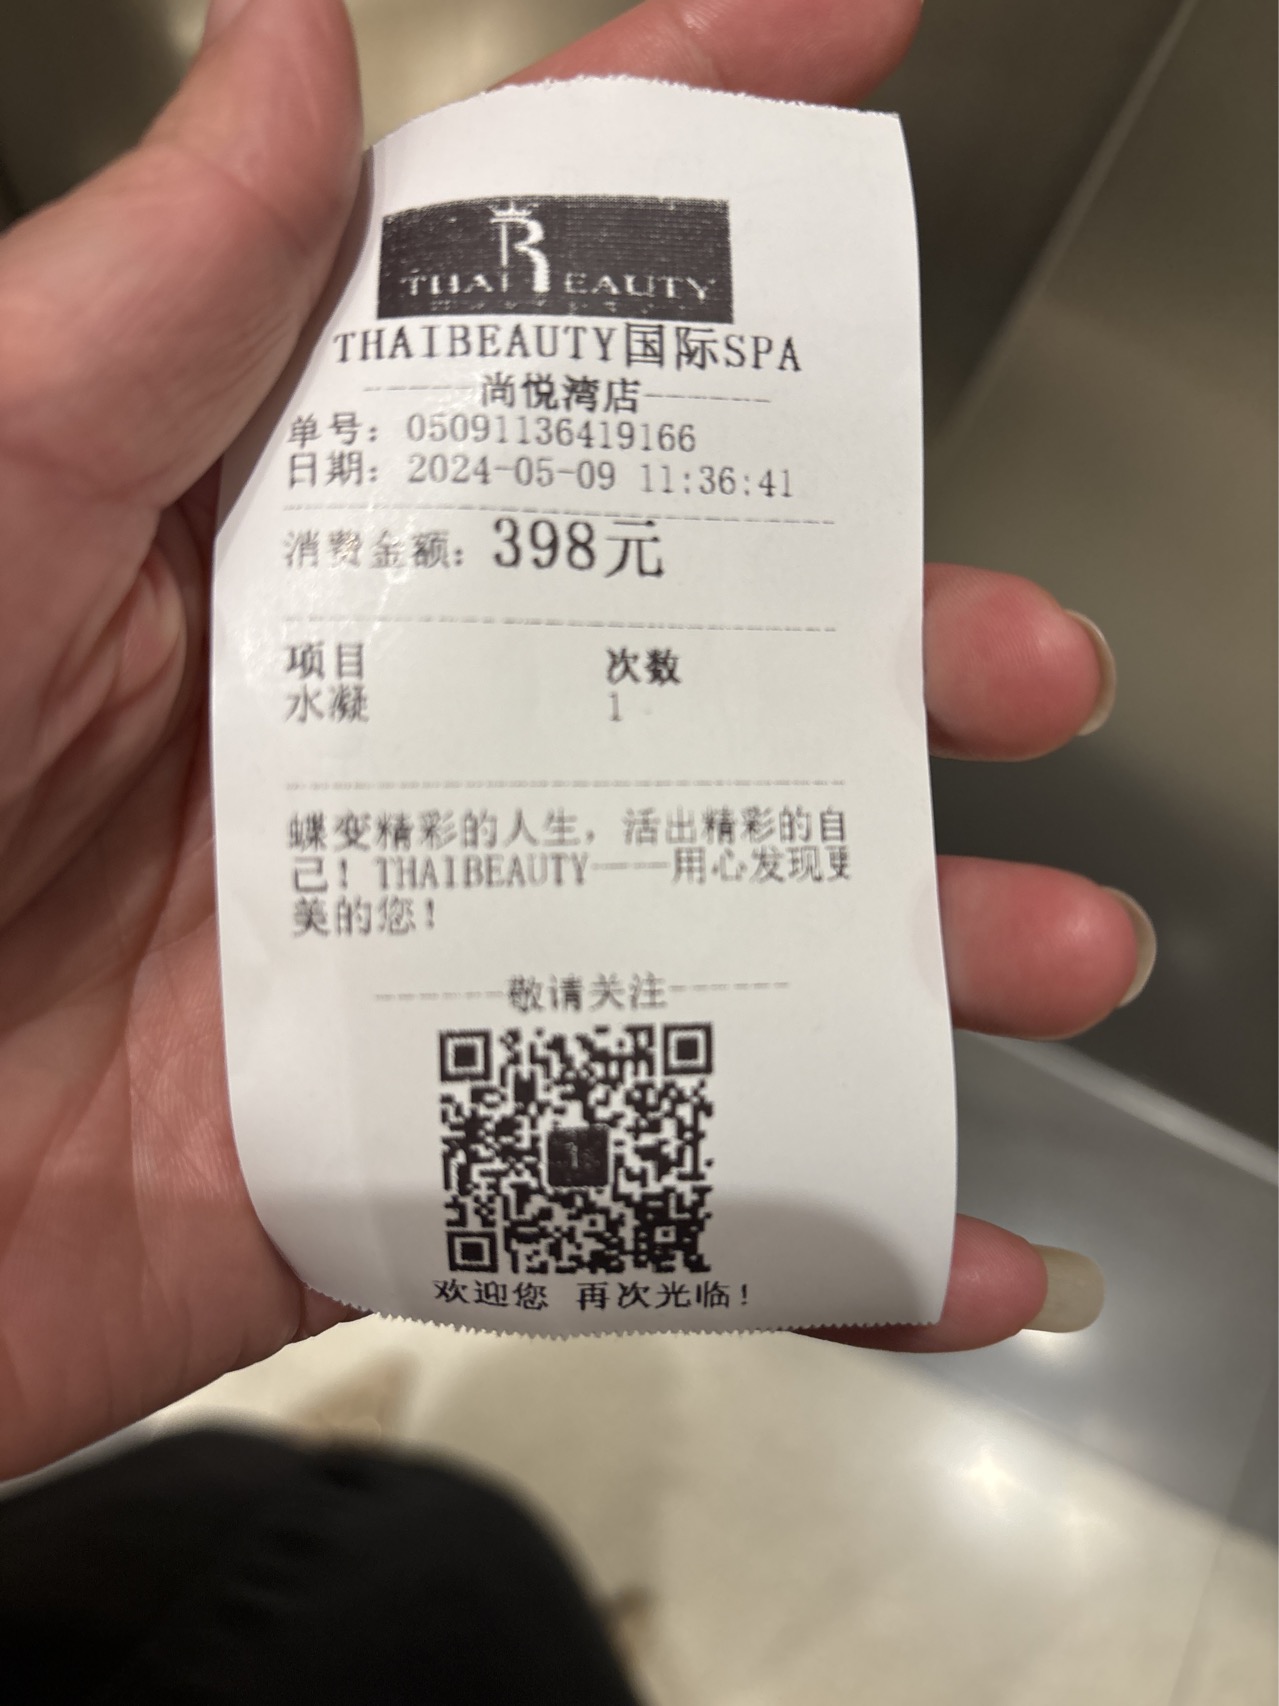 THAI BEAUTY
THAIBEAUTY国际SPA
------尚悦湾店------
单号：05091136419166
日期：2024-05-09 11:36:41
消费金额：398元
项目 次数
水凝 1
蝶变精彩的人生，活出精彩的自
己！THAIBEAUTY————用心发现更
美的您！
------敬请关注------
欢迎您 再次光临！